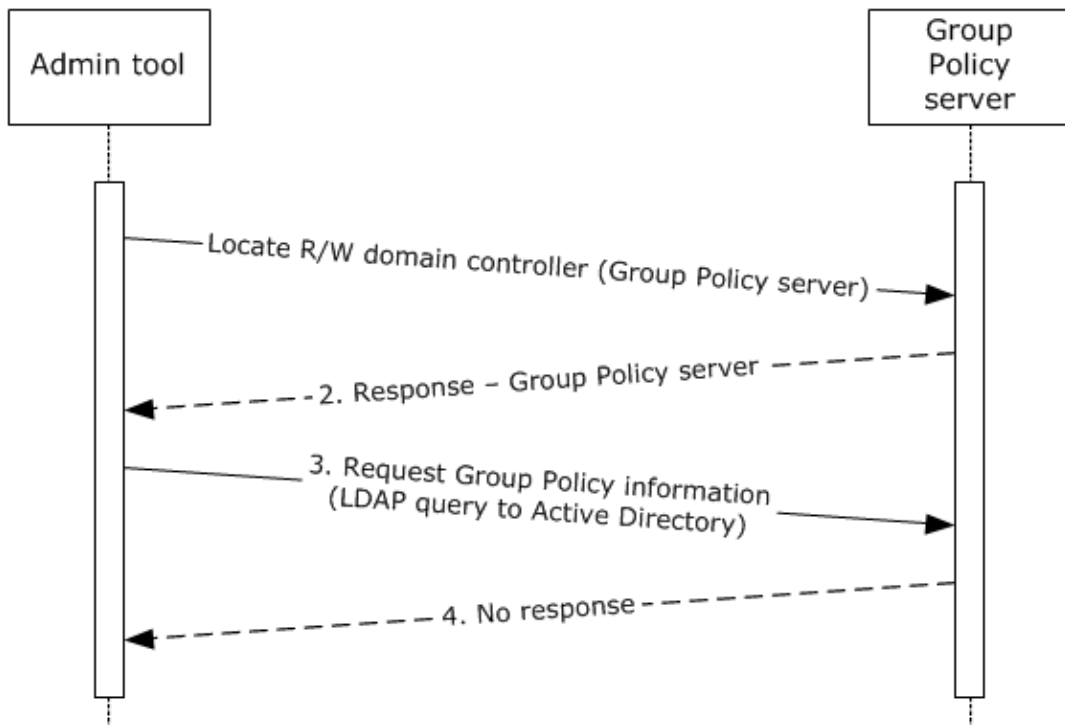 Admin tool
Group
Policy
server
Locate R/W domain controller (Group Policy server)
2. Response – Group Policy server
3. Request Group Policy information
(LDAP query to Active Directory)
4. No response